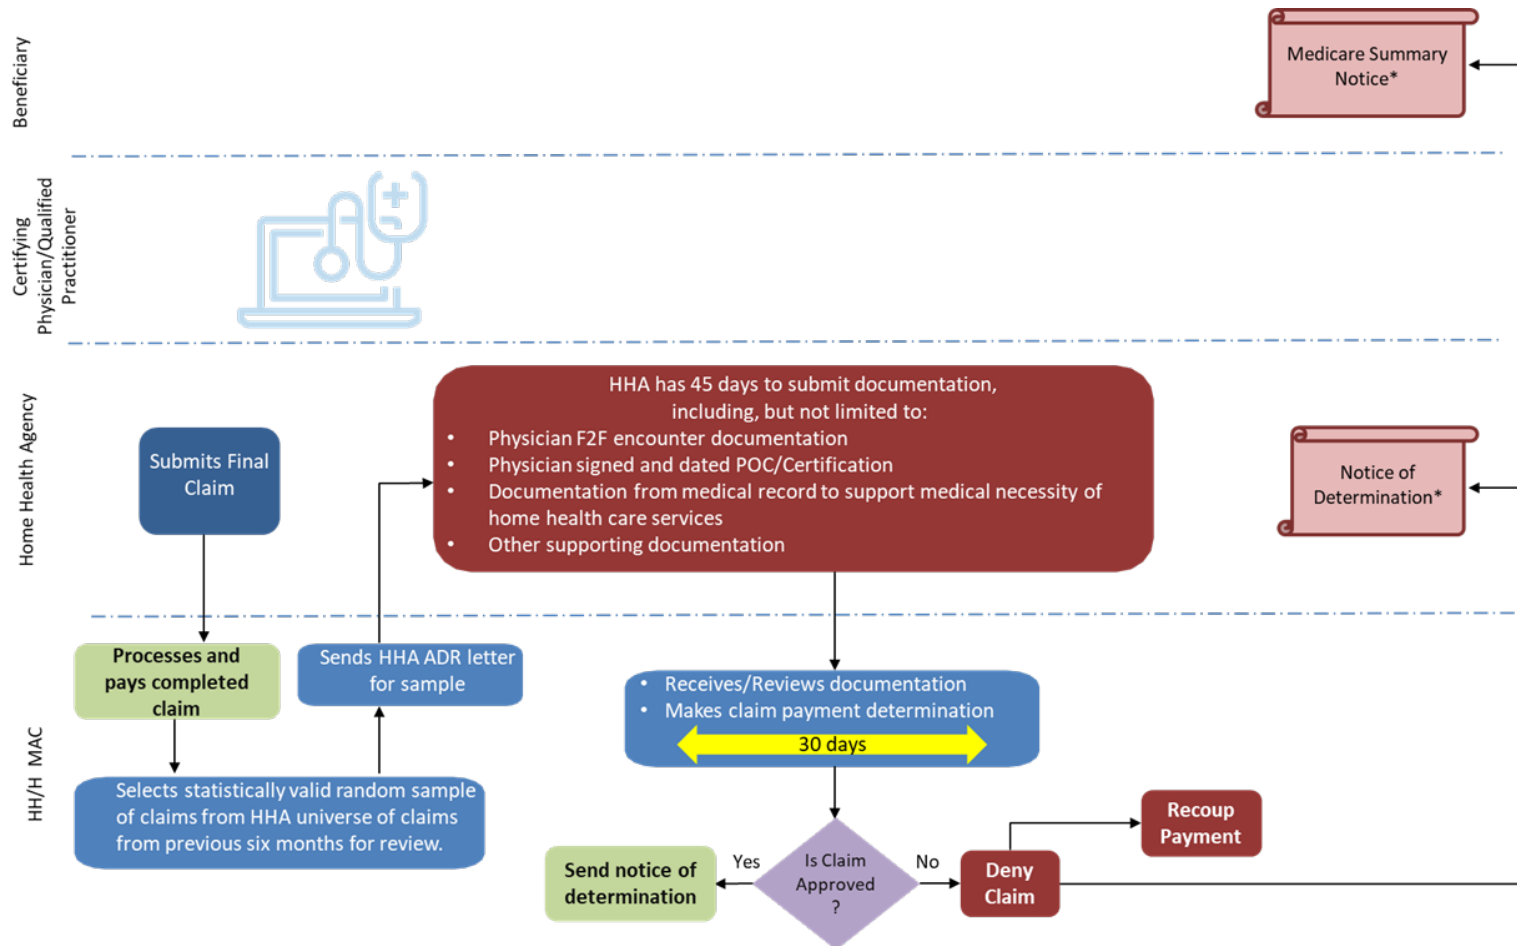 Beneficiary
Medicare Summary
Notice*
Certifying
Physician/Qualified
Practitioner
Home Health Agency
Submits Final
Claim
HHA has 45 days to submit documentation,
including, but not limited to:
• Physician F2F encounter documentation
• Physician signed and dated POC/Certification
• Documentation from medical record to support medical necessity of
home health care services
• Other supporting documentation
Notice of
Determination*
HH/H MAC
Processes and
pays completed
claim
Sends HHA ADR letter
for sample
Selects statistically valid random sample
of claims from HHA universe of claims
from previous six months for review.
• Receives/Reviews documentation
• Makes claim payment determination
30 days
Is Claim
Approved
?
Yes
Send notice of
determination
No
Deny
Claim
Recoup
Payment